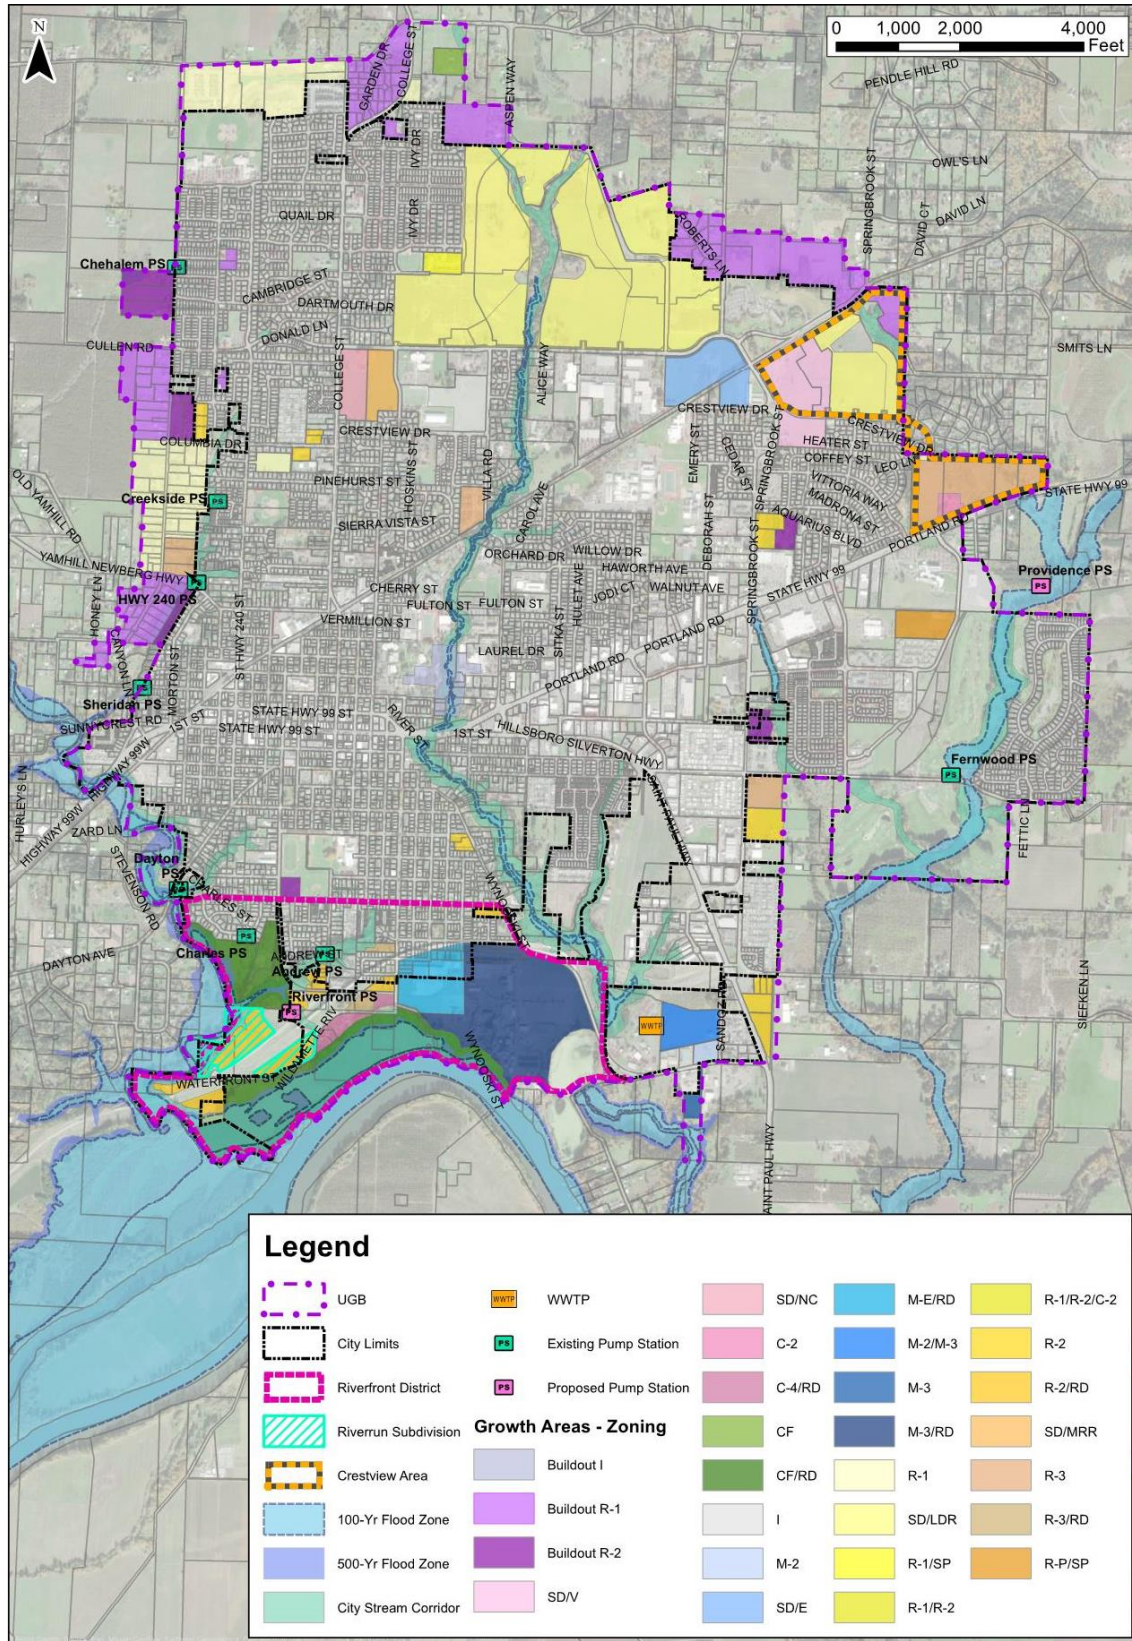 N
0 1,000 2,000 4,000
Feet
PENDLE HILL RD
GARDEN DR
COLLEGE ST
ASPEN WAY
IVY DR
OWL'S LN
SPRINGBROOK ST
DAVID CT
DAVID LN
QUAIL DR
IVY DR
ROBERTS LN
Chehalem PS
CAMBRIDGE ST
DARTMOUTH DR
DONALD LN
CULLEN RD
COLLEGE ST
ALICE WAY
SMITS LN
CRESTVIEW DR
CRESTVIEW DR
CRESTVIEW DR
COLUMBIA DR
HOSKINS ST
VILLA RD
EMERY ST
CEDAR ST
SPRINGBROOK ST
HEATER ST
COFFEY ST
LEO LN
PINEHURST ST
VITTORIA WAY
MADRONA ST
AQUARIUS BLVD
STATE HWY 99
OLD YAMHILL RD
Creekside PS
PS
SIERRA VISTA ST
CAROL AVE
DEBORAH ST
PORTLAND RD
ORCHARD DR
WILLOW DR
HAWORTH AVE
YAMHILL NEWBERG HWY
HWY 240 PS
CHERRY ST
FULTON ST
FULTON ST
VERMILLION ST
HULET AVE
JODI CT
WALNUT AVE
STATE HWY 99
SPRINGBROOK ST
Providence PS
PS
HONEY LN
CANYON LN
MORTON ST
ST HWY 240 ST
LAUREL DR
SITKA ST
PORTLAND RD
PORTLAND RD
Sheridan PS
SUNNYCREST RD
1ST ST
STATE HWY 99 ST
STATE HWY 99 ST
RIVER ST
1ST ST
HILLSBORO SILVERTON HWY
SAINT PAUL HWY
Fernwood PS
PS
HURLEY'S LN
HIGHWAY 99W
HIGHWAY 99W
ZARD LN
FETTIC LN
STEVENSON RD
Dayton
PS
CHARLES ST
WYNOOSKI ST
DAYTON AVE
PS
Charles PS
ANDREW ST
Andrew PS
Riverfront PS
PS
WWTP
SANDOZ RD
SIEFKEN LN
WILLAMETTE RIV
WATERFRONT ST
WYNOOSKI ST
AINT PAUL HWY
Legend
UGB
City Limits
Riverfront District
Riverrun Subdivision
Crestview Area
100-Yr Flood Zone
500-Yr Flood Zone
City Stream Corridor
WWTP
WWTP
PS
Existing Pump Station
PS
Proposed Pump Station
Growth Areas - Zoning
Buildout I
Buildout R-1
Buildout R-2
SD/V
SD/NC
C-2
C-4/RD
CF
CF/RD
I
M-2
SD/E
M-E/RD
M-2/M-3
M-3
M-3/RD
R-1
SD/LDR
R-1/SP
R-1/R-2
R-1/R-2/C-2
R-2
R-2/RD
SD/MRR
R-3
R-3/RD
R-P/SP